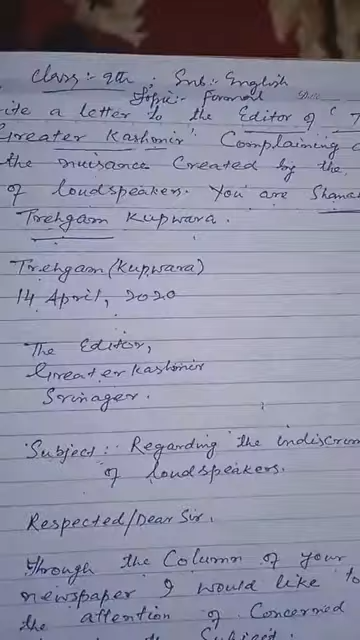 Class:- 9th ; Sub:- English
Topic:- Formal
ite a letter to the Editor of " T
Greater Kashmir" Complaining a
the nuisance Created by the
of loudspeakers. You are Sham
Trehgam Kupwara.
Trehgam (Kupwara)
14 April, 2020
The Editor,
Greater Kashmir
Srinager.
Subject:- Regarding the indiscrim
of loudspeakers.
Respected/Dear Sir,
Through the Column of your
newspaper I would like to
the attention of Concerned
Subject